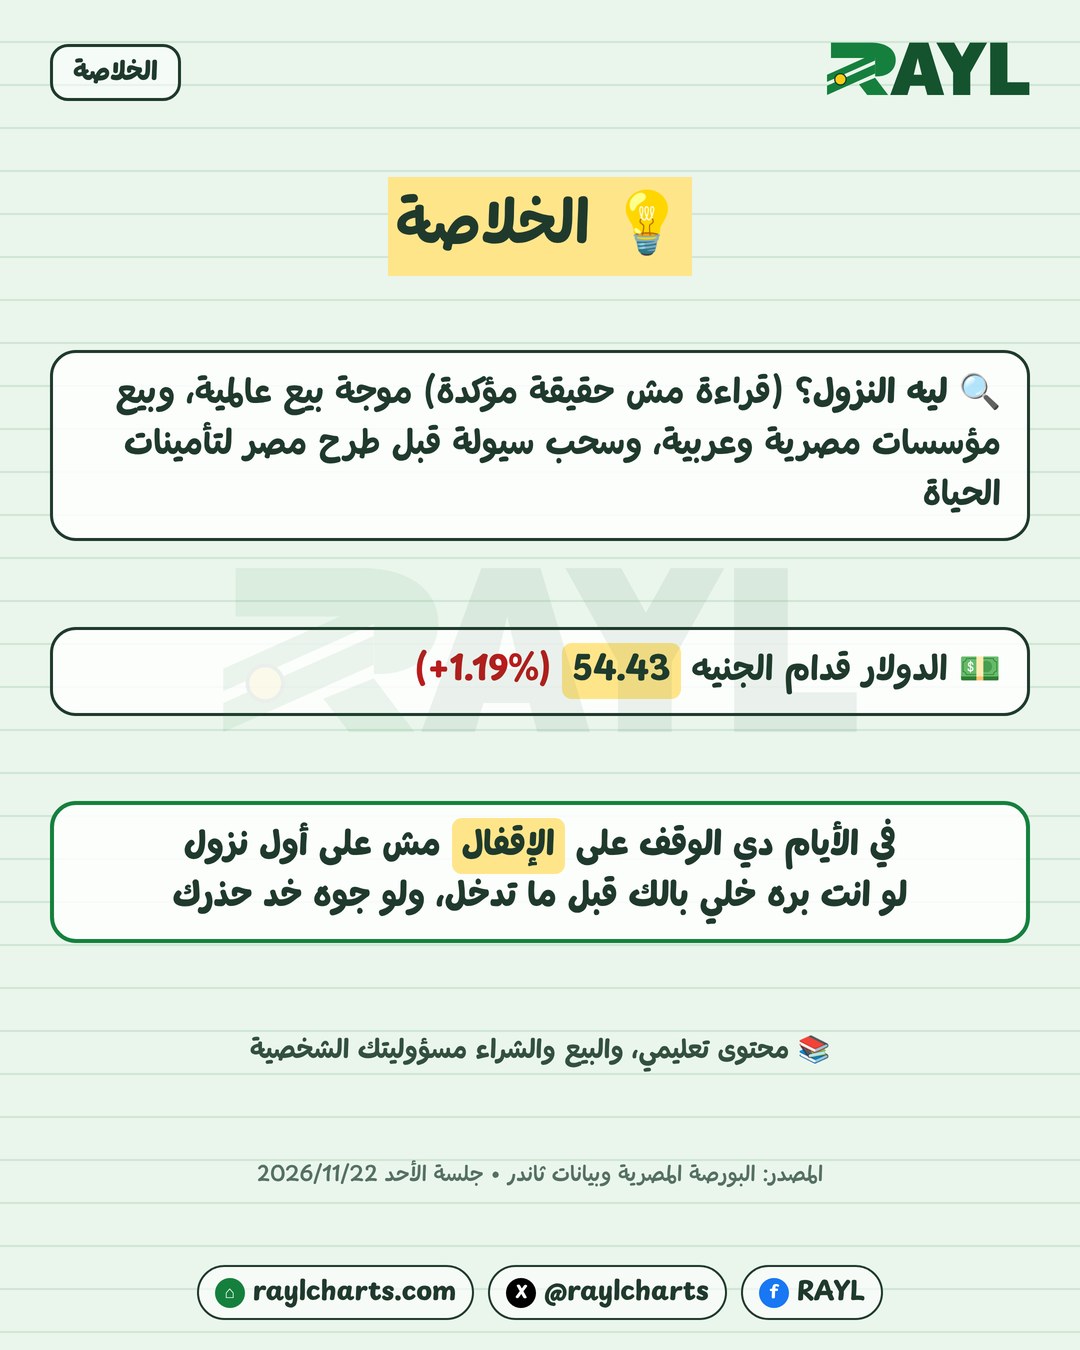 RAYL
الخلاصة
💡 الخلاصة
🔍 ليه النزول؟ (قراءة مش حقيقة مؤكدة) موجة بيع عالمية، وبيع
مؤسسات مصرية وعربية، وسحب سيولة قبل طرح مصر لتأمينات
الحياة
RAYL
💵 الدولار قدام الجنيه 54.43 (+1.19%)
في الأيام دي الوقف على الإقفال مش على أول نزول
لو انت بره خلي بالك قبل ما تدخل، ولو جوه خد حذرك
📚 محتوى تعليمي، والبيع والشراء مسؤوليتك الشخصية
المصدر: البورصة المصرية وبيانات ثاندر • جلسة الأحد 2026/11/22
raylcharts.com X @raylcharts f RAYL